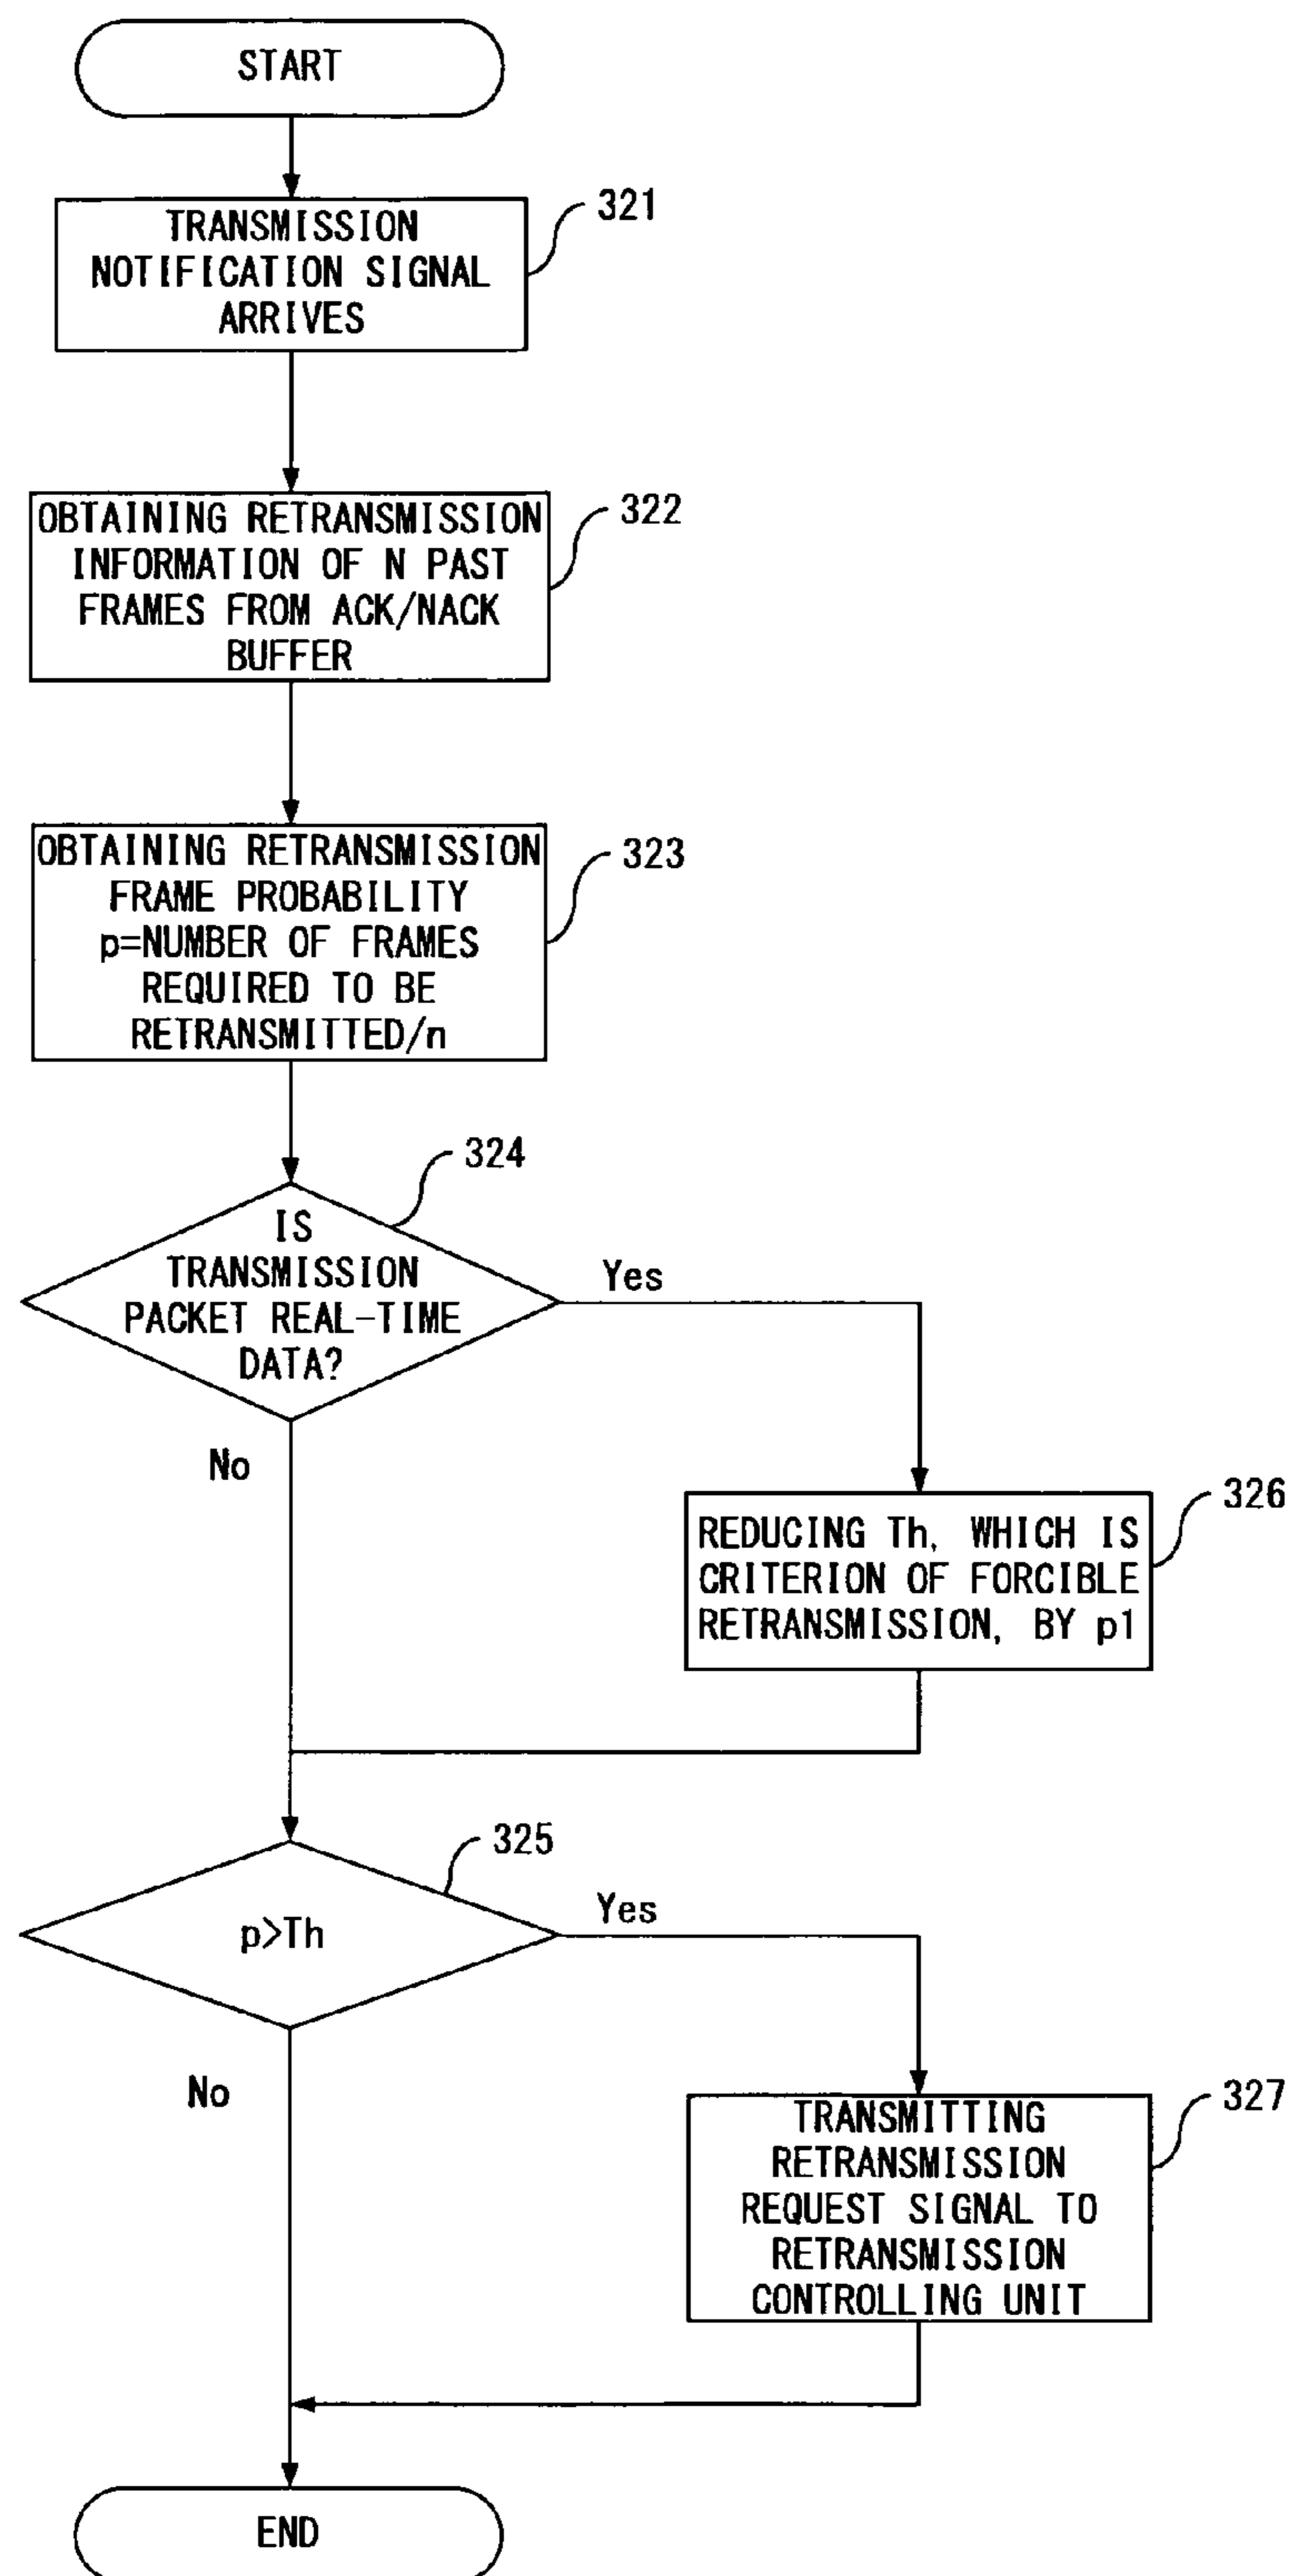 START
TRANSMISSION
NOTIFICATION SIGNAL
ARRIVES
321
OBTAINING RETRANSMISSION
INFORMATION OF N PAST
FRAMES FROM ACK/NACK
BUFFER
322
OBTAINING RETRANSMISSION
FRAME PROBABILITY
p=NUMBER OF FRAMES
REQUIRED TO BE
RETRANSMITTED/n
323
324
IS
TRANSMISSION
PACKET REAL-TIME
DATA?
Yes
No
326
REDUCING Th, WHICH IS
CRITERION OF FORCIBLE
RETRANSMISSION, BY p1
325
p>Th
Yes
No
327
TRANSMITTING
RETRANSMISSION
REQUEST SIGNAL TO
RETRANSMISSION
CONTROLLING UNIT
END